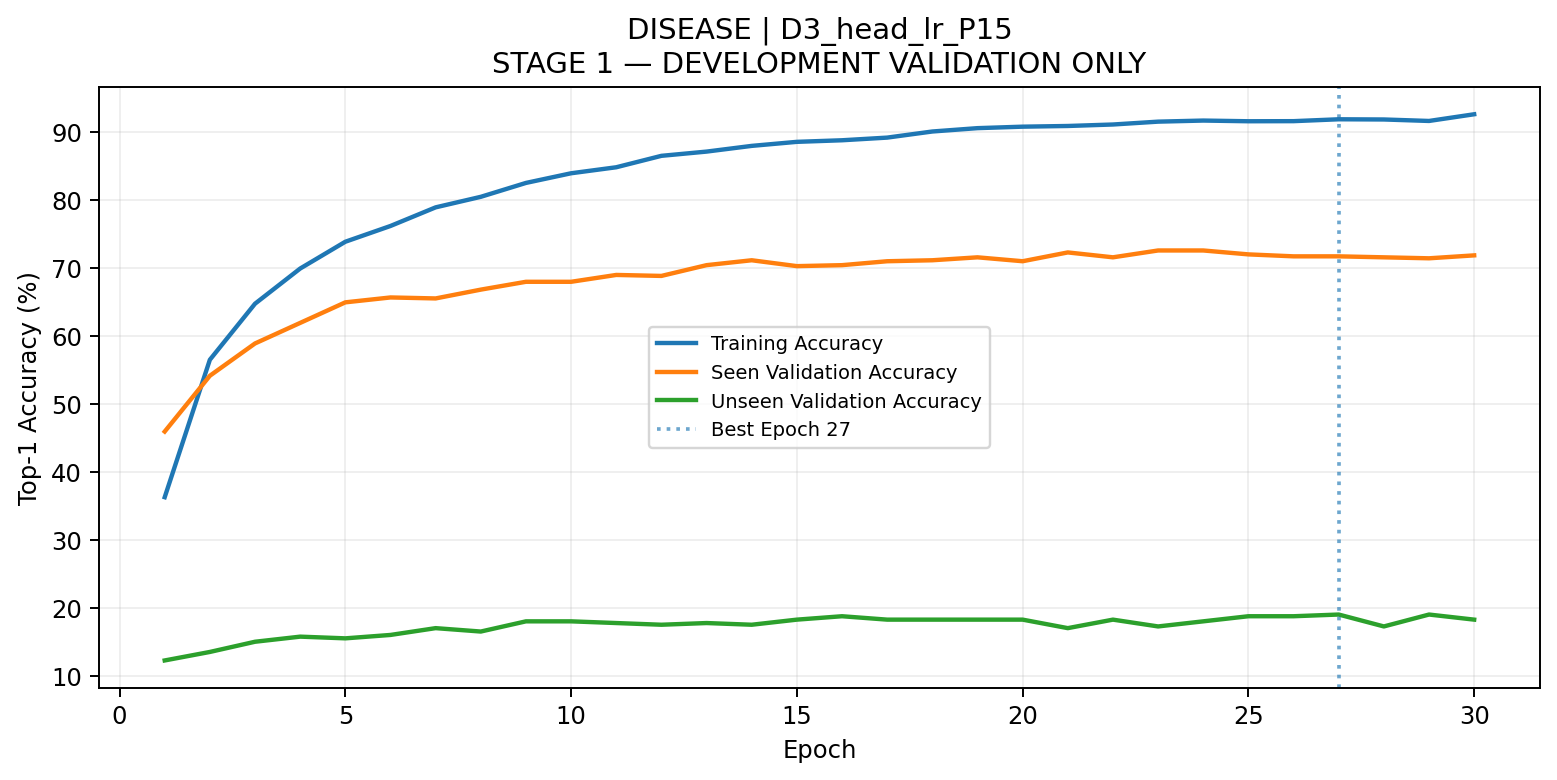 DISEASE | D3_head_lr_P15
STAGE 1 — DEVELOPMENT VALIDATION ONLY
Top-1 Accuracy (%)
90
80
70
60
50
40
30
20
10
Training Accuracy
Seen Validation Accuracy
Unseen Validation Accuracy
Best Epoch 27
0 5 10 15 20 25 30
Epoch